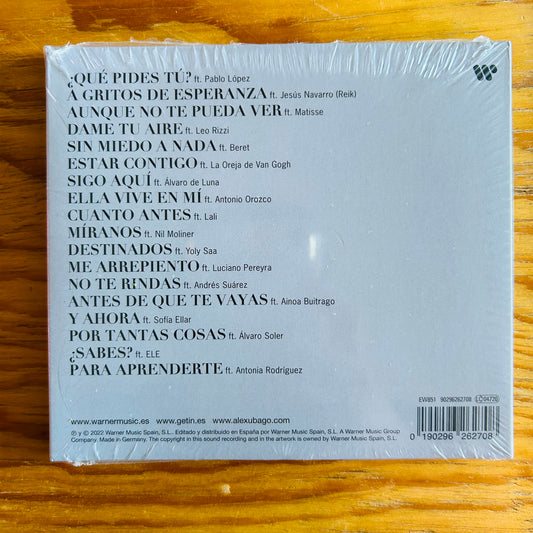 ¿QUÉ PIDES TÚ? ft. Pablo López
A GRITOS DE ESPERANZA ft. Jesús Navarro (Reik)
AUNQUE NO TE PUEDA VER ft. Matisse
DAME TU AIRE ft. Leo Rizzi
SIN MIEDO A NADA ft. Beret
ESTAR CONTIGO ft. La Oreja de Van Gogh
SIGO AQUÍ ft. Álvaro de Luna
ELLA VIVE EN MÍ ft. Antonio Orozco
CUANTO ANTES ft. Lali
MÍRANOS ft. Nil Moliner
DESTINADOS ft. Yoly Saa
ME ARREPIENTO ft. Luciano Pereyra
NO TE RINDAS ft. Andrés Suárez
ANTES DE QUE TE VAYAS ft. Ainoa Buitrago
Y AHORA ft. Sofía Ellar
POR TANTAS COSAS ft. Álvaro Soler
¿SABES? ft. ELE
PARA APRENDERTE ft. Antonia Rodríguez
EW851 90296262708 LC 04720
www.warnermusic.es www.getin.es www.alexubago.com
℗ y © 2022 Warner Music Spain, S.L. Editado y distribuido en España por Warner Music Spain, S.L. A Warner Music Group
Company. Made in Germany. The copyright in this sound recording and in the artwork is owned by Warner Music Spain, S.L.
0 190296 262708